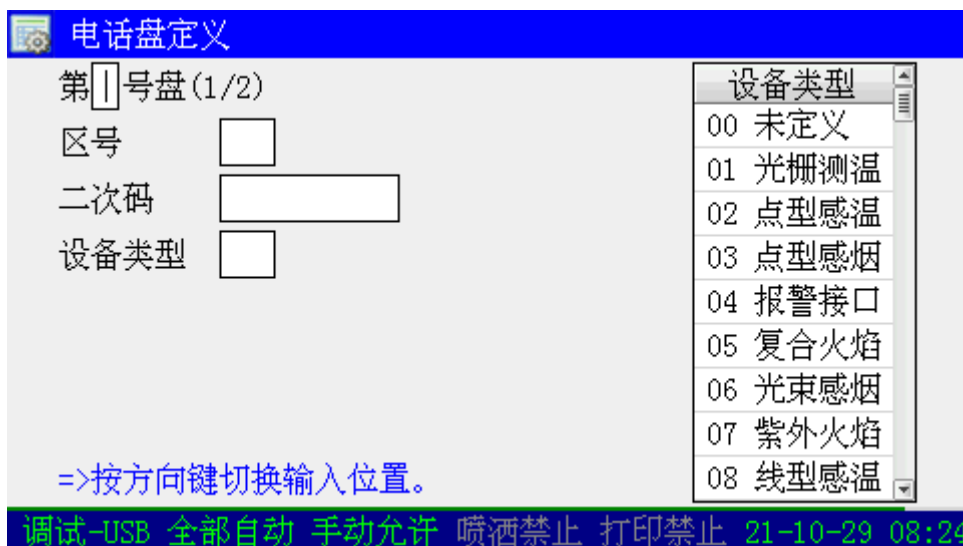 电话盘定义
第 号盘(1/2)
区号
二次码
设备类型
=>按方向键切换输入位置。
设备类型
00 未定义
01 光栅测温
02 点型感温
03 点型感烟
04 报警接口
05 复合火焰
06 光束感烟
07 紫外火焰
08 线型感温
调试-USB 全部自动 手动允许 喷洒禁止 打印禁止 21-10-29 08:24